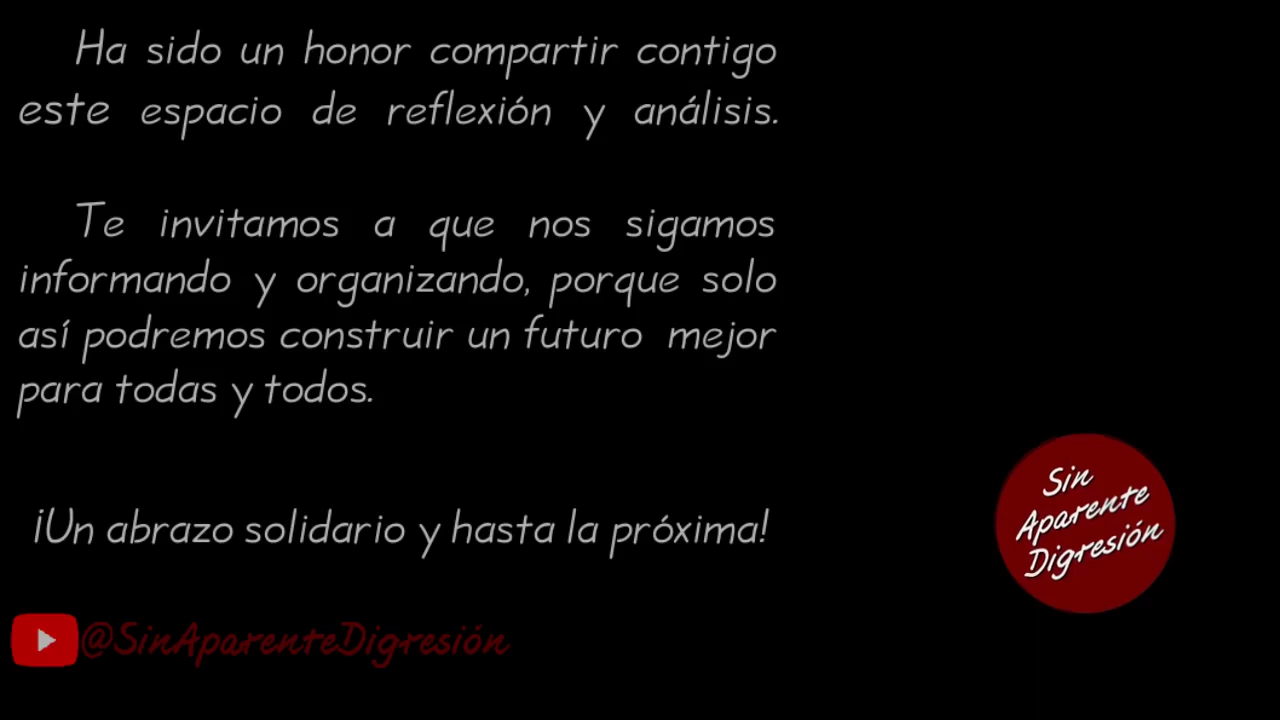 Ha sido un honor compartir contigo
este espacio de reflexión y análisis.
Te invitamos a que nos sigamos
informando y organizando, porque solo
así podremos construir un futuro mejor
para todas y todos.
¡Un abrazo solidario y hasta la próxima!
Sin
Aparente
Digresión
@SinAparenteDigresión